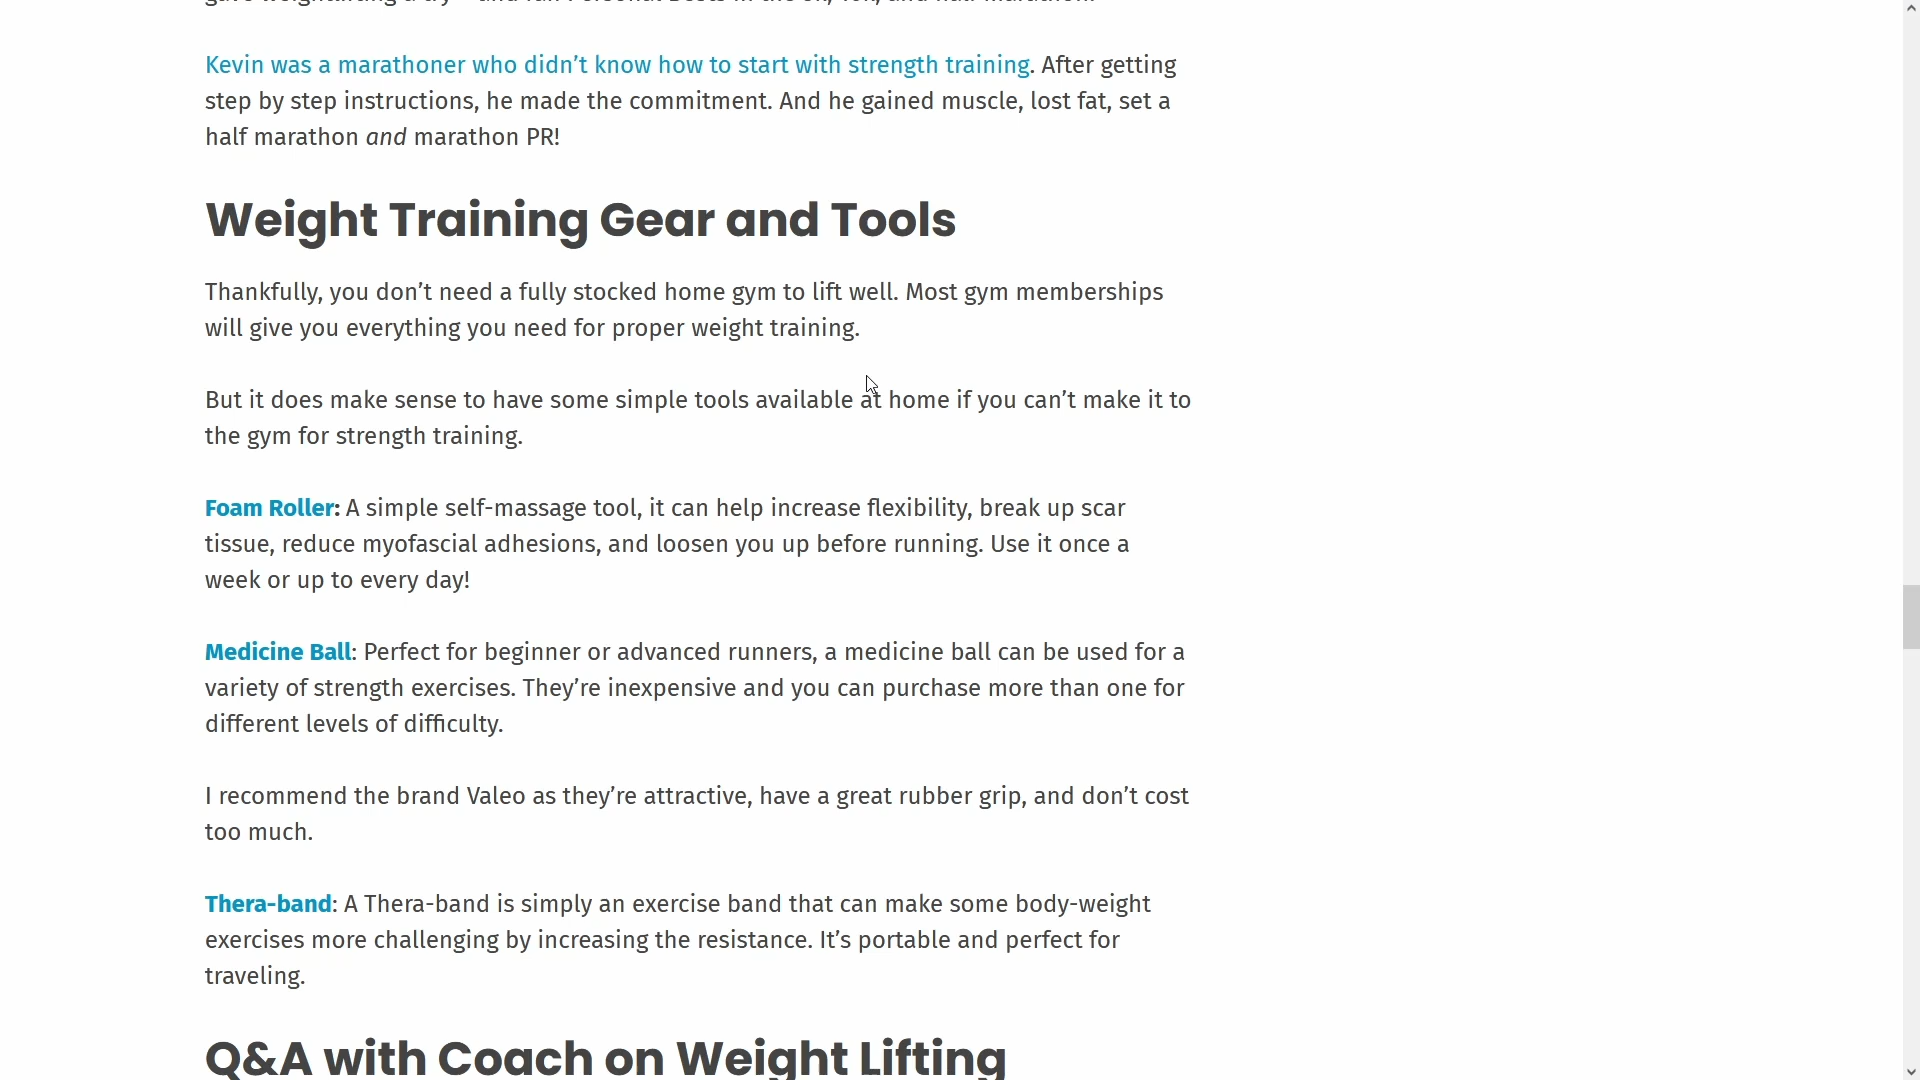 gave weightlifting a try – and ran Personal Bests in the 5k, 10k, and half marathon.
Kevin was a marathoner who didn’t know how to start with strength training. After getting
step by step instructions, he made the commitment. And he gained muscle, lost fat, set a
half marathon and marathon PR!
Weight Training Gear and Tools
Thankfully, you don’t need a fully stocked home gym to lift well. Most gym memberships
will give you everything you need for proper weight training.
But it does make sense to have some simple tools available at home if you can’t make it to
the gym for strength training.
Foam Roller: A simple self-massage tool, it can help increase flexibility, break up scar
tissue, reduce myofascial adhesions, and loosen you up before running. Use it once a
week or up to every day!
Medicine Ball: Perfect for beginner or advanced runners, a medicine ball can be used for a
variety of strength exercises. They’re inexpensive and you can purchase more than one for
different levels of difficulty.
I recommend the brand Valeo as they’re attractive, have a great rubber grip, and don’t cost
too much.
Thera-band: A Thera-band is simply an exercise band that can make some body-weight
exercises more challenging by increasing the resistance. It’s portable and perfect for
traveling.
Q&A with Coach on Weight Lifting